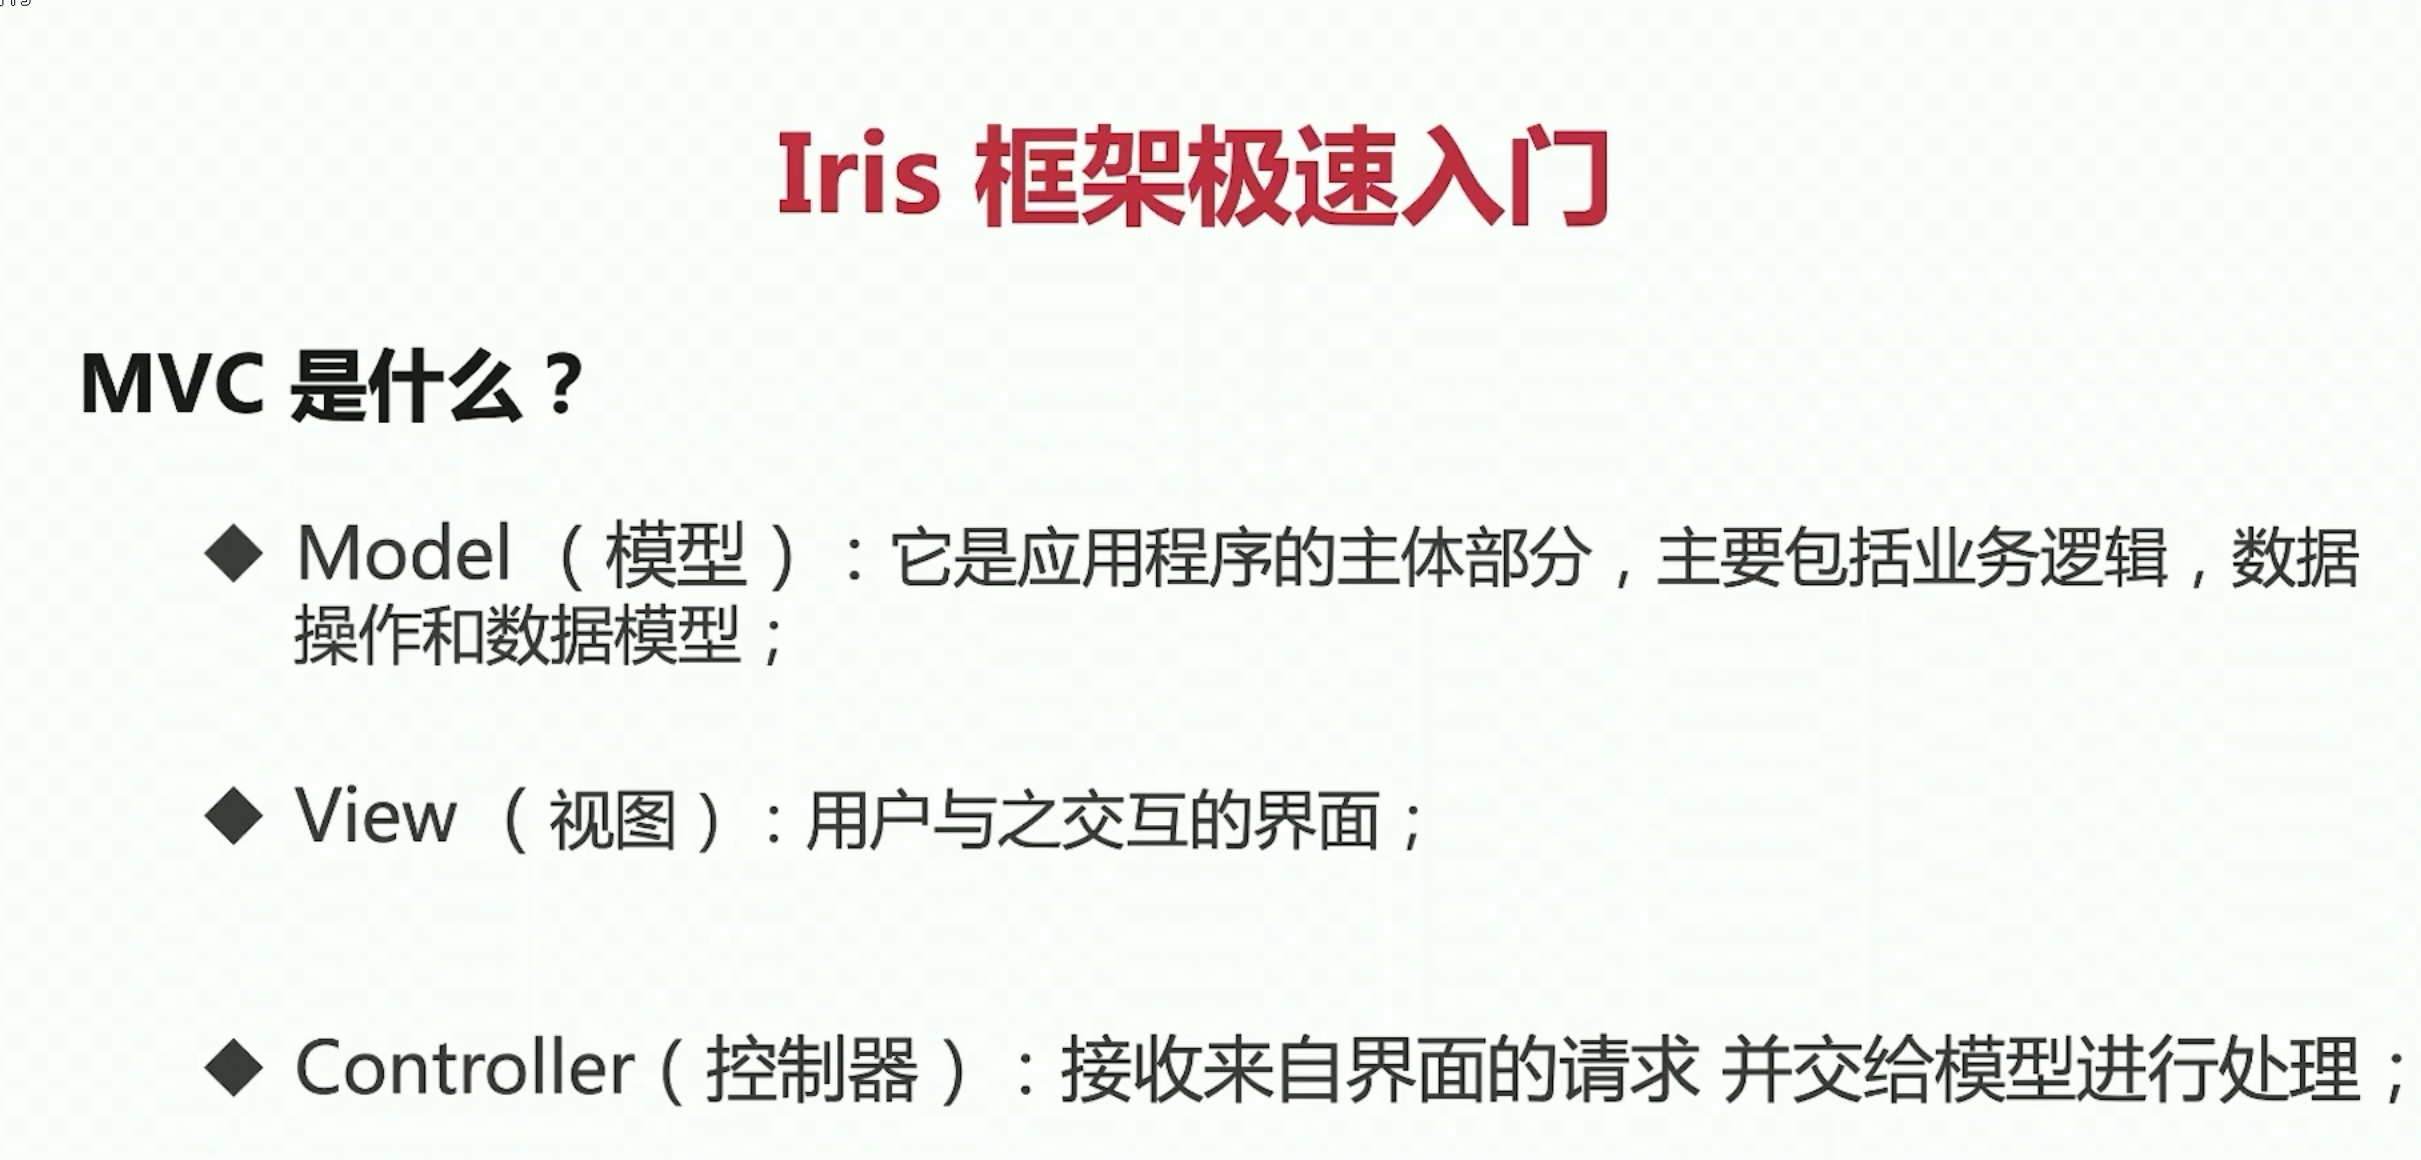 Iris 框架极速入门
MVC 是什么？
◆ Model （模型）：它是应用程序的主体部分，主要包括业务逻辑，数据
操作和数据模型；
◆ View （视图）：用户与之交互的界面；
◆ Controller（控制器）：接收来自界面的请求 并交给模型进行处理；